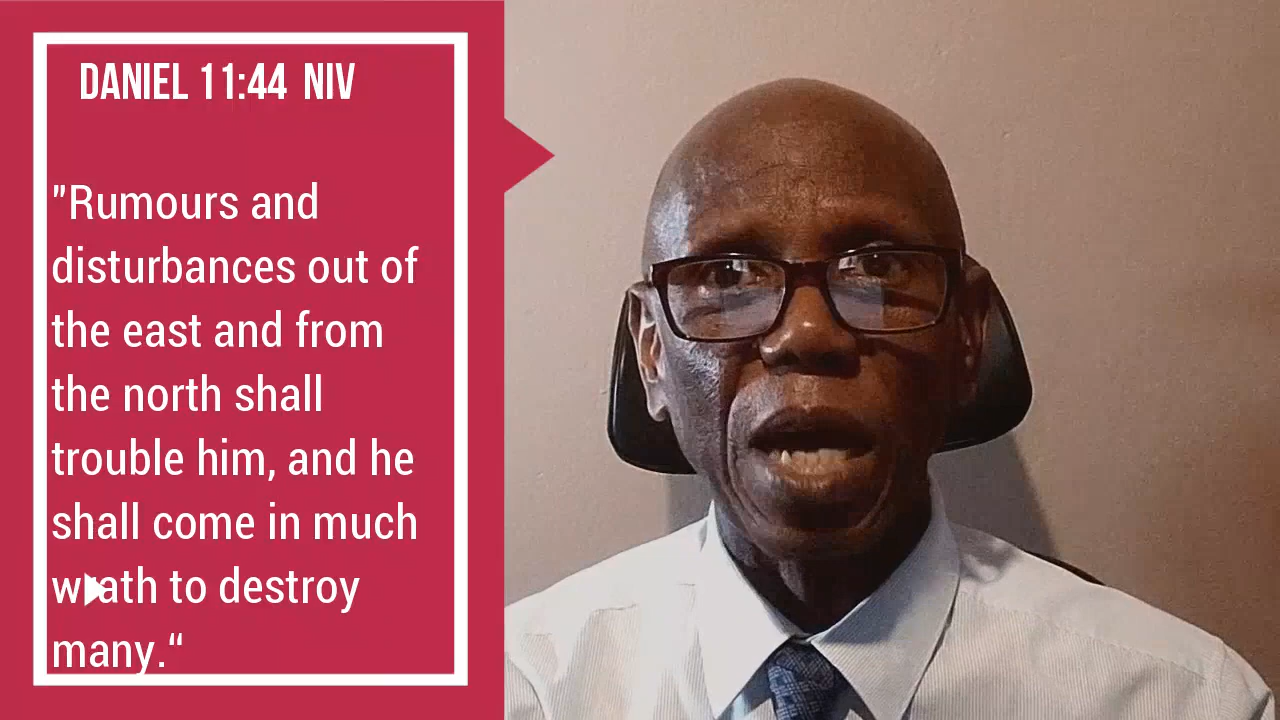 DANIEL 11:44 NIV
"Rumours and
disturbances out of
the east and from
the north shall
trouble him, and he
shall come in much
wrath to destroy
many.“